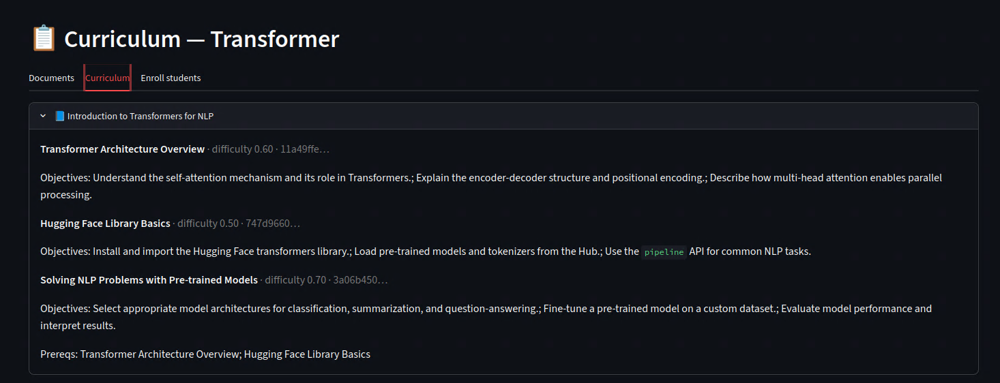 Curriculum — Transformer
Documents
Curriculum
Enroll students
Introduction to Transformers for NLP
Transformer Architecture Overview · difficulty 0.60 · 11a49ffe…
Objectives: Understand the self-attention mechanism and its role in Transformers.; Explain the encoder-decoder structure and positional encoding.; Describe how multi-head attention enables parallel
processing.
Hugging Face Library Basics · difficulty 0.50 · 747d9660…
Objectives: Install and import the Hugging Face transformers library.; Load pre-trained models and tokenizers from the Hub.; Use the pipeline API for common NLP tasks.
Solving NLP Problems with Pre-trained Models · difficulty 0.70 · 3a06b450…
Objectives: Select appropriate model architectures for classification, summarization, and question-answering.; Fine-tune a pre-trained model on a custom dataset.; Evaluate model performance and
interpret results.
Prereqs: Transformer Architecture Overview; Hugging Face Library Basics